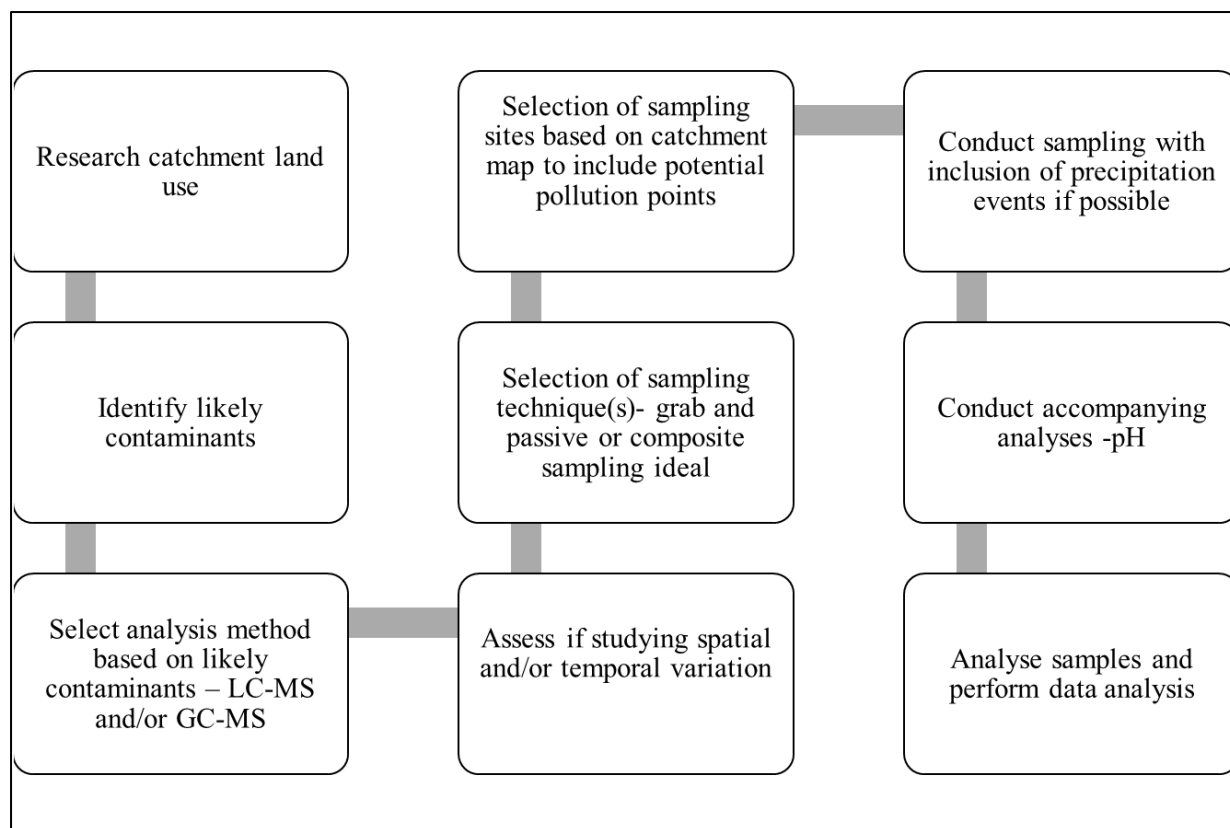 Research catchment land
use
Identify likely
contaminants
Select analysis method
based on likely
contaminants – LC-MS
and/or GC-MS
Assess if studying spatial
and/or temporal variation
Selection of sampling
technique(s)- grab and
passive or composite
sampling ideal
Selection of sampling
sites based on catchment
map to include potential
pollution points
Conduct sampling with
inclusion of precipitation
events if possible
Conduct accompanying
analyses -pH
Analyse samples and
perform data analysis